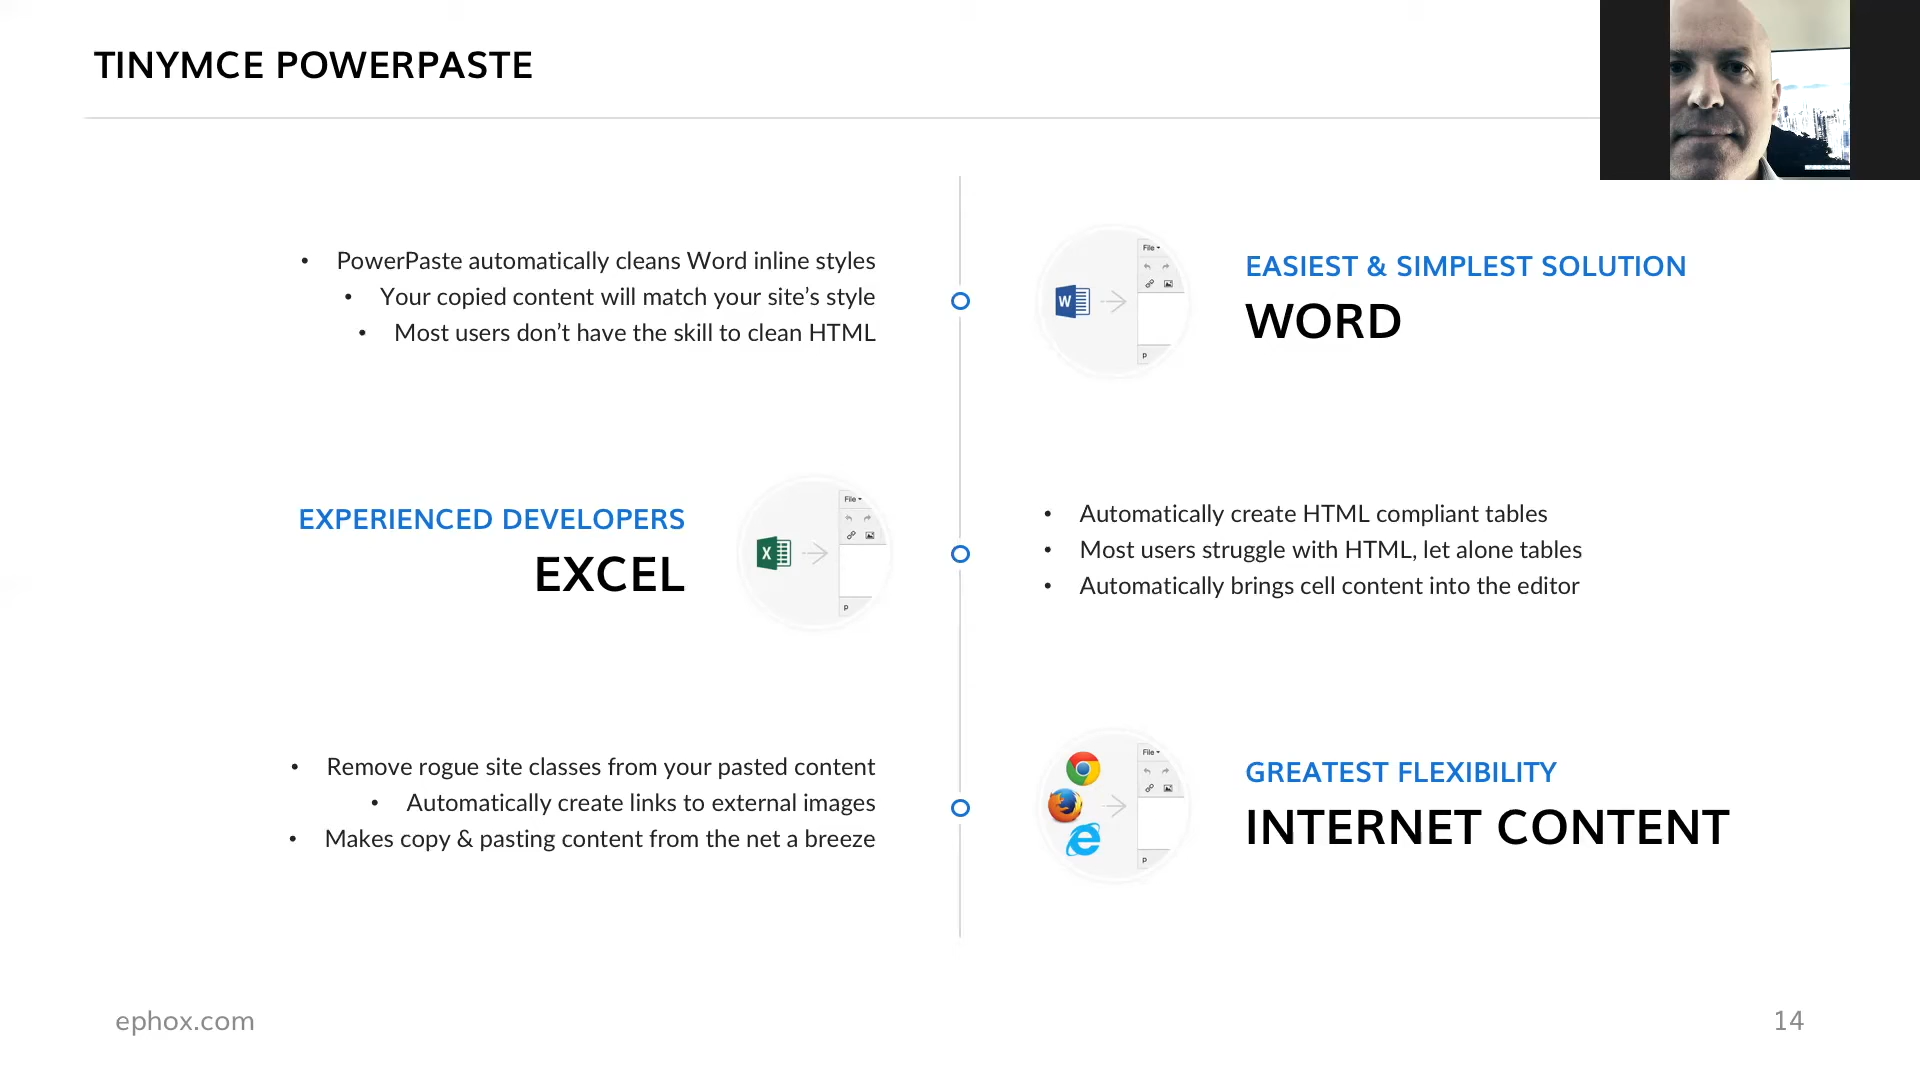 TINYMCE POWERPASTE
• PowerPaste automatically cleans Word inline styles
• Your copied content will match your site’s style
• Most users don’t have the skill to clean HTML
W
File
p
EASIEST & SIMPLEST SOLUTION
WORD
EXPERIENCED DEVELOPERS
EXCEL
X
File
p
• Automatically create HTML compliant tables
• Most users struggle with HTML, let alone tables
• Automatically brings cell content into the editor
• Remove rogue site classes from your pasted content
• Automatically create links to external images
• Makes copy & pasting content from the net a breeze
File
p
GREATEST FLEXIBILITY
INTERNET CONTENT
ephox.com
14